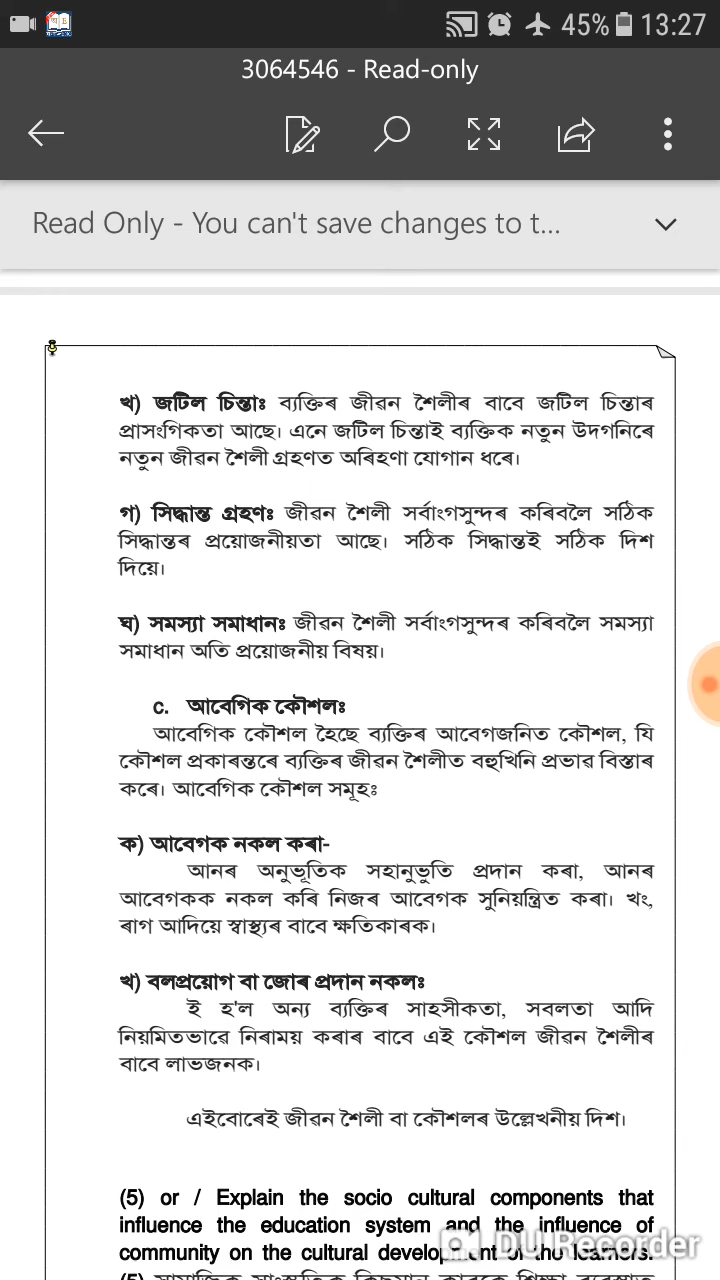 45% 13:27
3064546 - Read-only
Read Only - You can't save changes to t...
খ) জটিল চিন্তাঃ ব্যক্তিৰ জীৱন শৈলীৰ বাবে জটিল চিন্তাৰ
প্ৰাসংগিকতা আছে। এনে জটিল চিন্তাই ব্যক্তিক নতুন উদগনিৰে
নতুন জীৱন শৈলী গ্ৰহণত অৰিহণা যোগান ধৰে।
গ) সিদ্ধান্ত গ্ৰহণঃ জীৱন শৈলী সৰ্বাংগসুন্দৰ কৰিবলৈ সঠিক
সিদ্ধান্তৰ প্ৰয়োজনীয়তা আছে। সঠিক সিদ্ধান্তই সঠিক দিশ
দিয়ে।
ঘ) সমস্যা সমাধানঃ জীৱন শৈলী সৰ্বাংগসুন্দৰ কৰিবলৈ সমস্যা
সমাধান অতি প্ৰয়োজনীয় বিষয়।
c. আবেগিক কৌশলঃ
আবেগিক কৌশল হৈছে ব্যক্তিৰ আবেগজনিত কৌশল, যি
কৌশল প্ৰকাৰন্তৰে ব্যক্তিৰ জীৱন শৈলীত বহুখিনি প্ৰভাৱ বিস্তাৰ
কৰে। আবেগিক কৌশল সমূহঃ
ক) আবেগক নকল কৰা-
আনৰ অনুভূতিক সহানুভুতি প্ৰদান কৰা, আনৰ
আবেগকক নকল কৰি নিজৰ আবেগক সুনিয়ন্ত্ৰিত কৰা। খং,
ৰাগ আদিয়ে স্বাস্থ্যৰ বাবে ক্ষতিকাৰক।
খ) বলপ্ৰয়োগ বা জোৰ প্ৰদান নকলঃ
ই হ'ল অন্য ব্যক্তিৰ সাহসীকতা, সবলতা আদি
নিয়মিতভাৱে নিৰাময় কৰাৰ বাবে এই কৌশল জীৱন শৈলীৰ
বাবে লাভজনক।
এইবোৰেই জীৱন শৈলী বা কৌশলৰ উল্লেখনীয় দিশ।
(5) or / Explain the socio cultural components that
influence the education system and the influence of
community on the cultural development of the learners.
DU Recorder